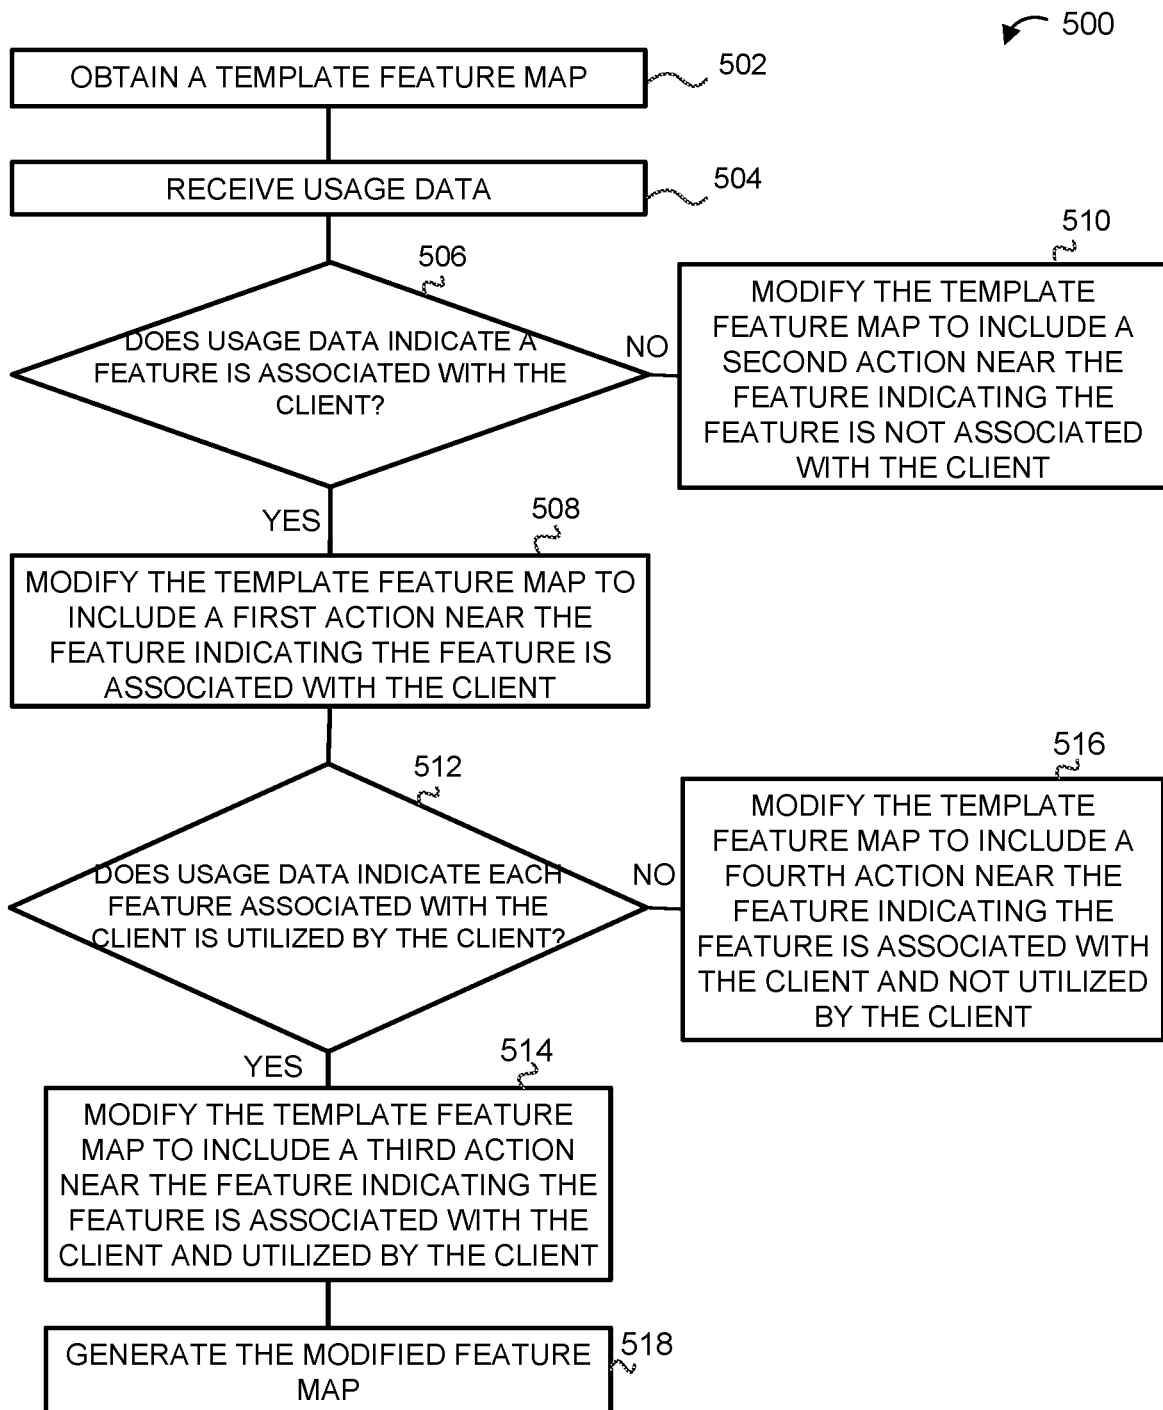 500
OBTAIN A TEMPLATE FEATURE MAP
502
RECEIVE USAGE DATA
504
506
DOES USAGE DATA INDICATE A
FEATURE IS ASSOCIATED WITH THE
CLIENT?
NO
510
MODIFY THE TEMPLATE
FEATURE MAP TO INCLUDE A
SECOND ACTION NEAR THE
FEATURE INDICATING THE
FEATURE IS NOT ASSOCIATED
WITH THE CLIENT
YES
508
MODIFY THE TEMPLATE FEATURE MAP TO
INCLUDE A FIRST ACTION NEAR THE
FEATURE INDICATING THE FEATURE IS
ASSOCIATED WITH THE CLIENT
512
DOES USAGE DATA INDICATE EACH
FEATURE ASSOCIATED WITH THE
CLIENT IS UTILIZED BY THE CLIENT?
NO
516
MODIFY THE TEMPLATE
FEATURE MAP TO INCLUDE A
FOURTH ACTION NEAR THE
FEATURE INDICATING THE
FEATURE IS ASSOCIATED WITH
THE CLIENT AND NOT UTILIZED
BY THE CLIENT
YES
514
MODIFY THE TEMPLATE FEATURE
MAP TO INCLUDE A THIRD ACTION
NEAR THE FEATURE INDICATING THE
FEATURE IS ASSOCIATED WITH THE
CLIENT AND UTILIZED BY THE CLIENT
518
GENERATE THE MODIFIED FEATURE
MAP